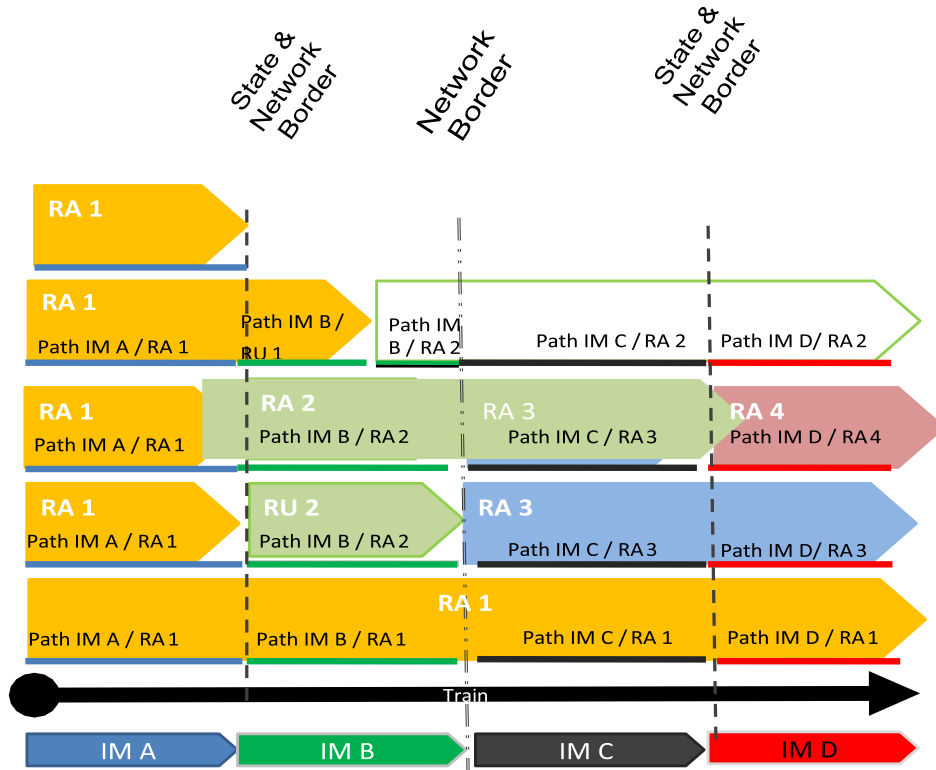 State &
Network
Border
Network
Border
State &
Network
Border
RA 1
RA 1
Path IM A / RA 1
Path IM B /
RU 1
Path IM
B / RA 2
Path IM C / RA 2
Path IM D/ RA 2
RA 1
Path IM A / RA 1
RA 2
Path IM B / RA 2
RA 3
Path IM C / RA 3
RA 4
Path IM D / RA 4
RA 1
Path IM A / RA 1
RU 2
Path IM B / RA 2
RA 3
Path IM C / RA 3
Path IM D/ RA 3
RA 1
Path IM A / RA 1
Path IM B / RA 1
Path IM C / RA 1
Path IM D / RA 1
Train
IM A
IM B
IM C
IM D